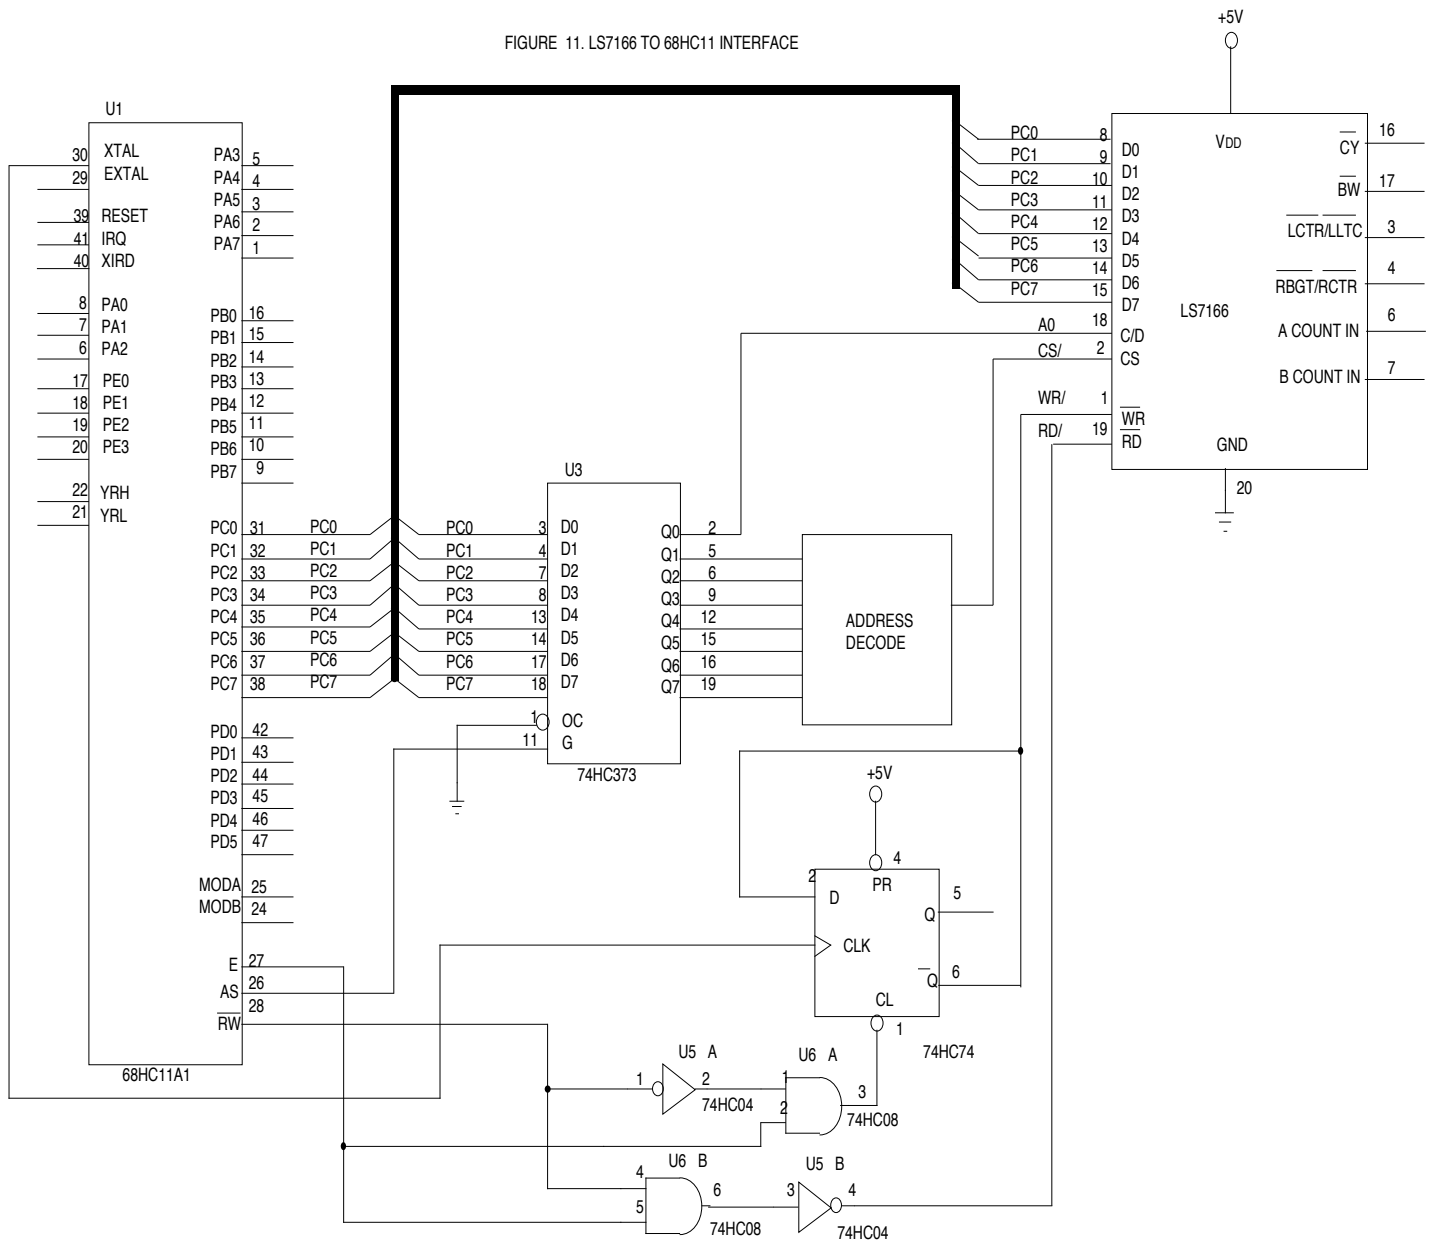 FIGURE 11. LS7166 TO 68HC11 INTERFACE
+5V
U1
30 XTAL
29 EXTAL
39 RESET
41 IRQ
40 XIRD
8 PA0
7 PA1
6 PA2
17 PE0
18 PE1
19 PE2
20 PE3
22 YRH
21 YRL
PA3 5
PA4 4
PA5 3
PA6 2
PA7 1
PB0 16
PB1 15
PB2 14
PB3 13
PB4 12
PB5 11
PB6 10
PB7 9
PC0 31 PC0
PC1 32 PC1
PC2 33 PC2
PC3 34 PC3
PC4 35 PC4
PC5 36 PC5
PC6 37 PC6
PC7 38 PC7
PD0 42
PD1 43
PD2 44
PD3 45
PD4 46
PD5 47
MODA 25
MODB 24
E 27
AS 26
RW 28
68HC11A1
U3
PC0 3 D0
PC1 4 D1
PC2 7 D2
PC3 8 D3
PC4 13 D4
PC5 14 D5
PC6 17 D6
PC7 18 D7
1 OC
11 G
Q0 2
Q1 5
Q2 6
Q3 9
Q4 12
Q5 15
Q6 16
Q7 19
74HC373
ADDRESS
DECODE
PC0 8 D0
PC1 9 D1
PC2 10 D2
PC3 11 D3
PC4 12 D4
PC5 13 D5
PC6 14 D6
PC7 15 D7
A0 18 C/D
CS/ 2 CS
WR/ 1 WR
RD/ 19 RD
VDD
LS7166
GND
20
CY 16
BW 17
LCTR/LLTC 3
RBGT/RCTR 4
A COUNT IN 6
B COUNT IN 7
+5V
4
PR
2 D
CLK
Q 5
Q 6
CL
1
74HC74
U5 A
1 2
74HC04
U6 A
1
2
3
74HC08
U6 B
4
5
6
74HC08
U5 B
3 4
74HC04